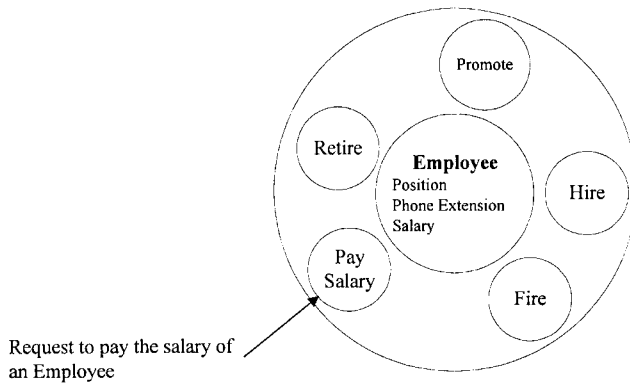 Promote
Retire
Employee
Position
Phone Extension
Salary
Hire
Pay
Salary
Fire
Request to pay the salary of
an Employee